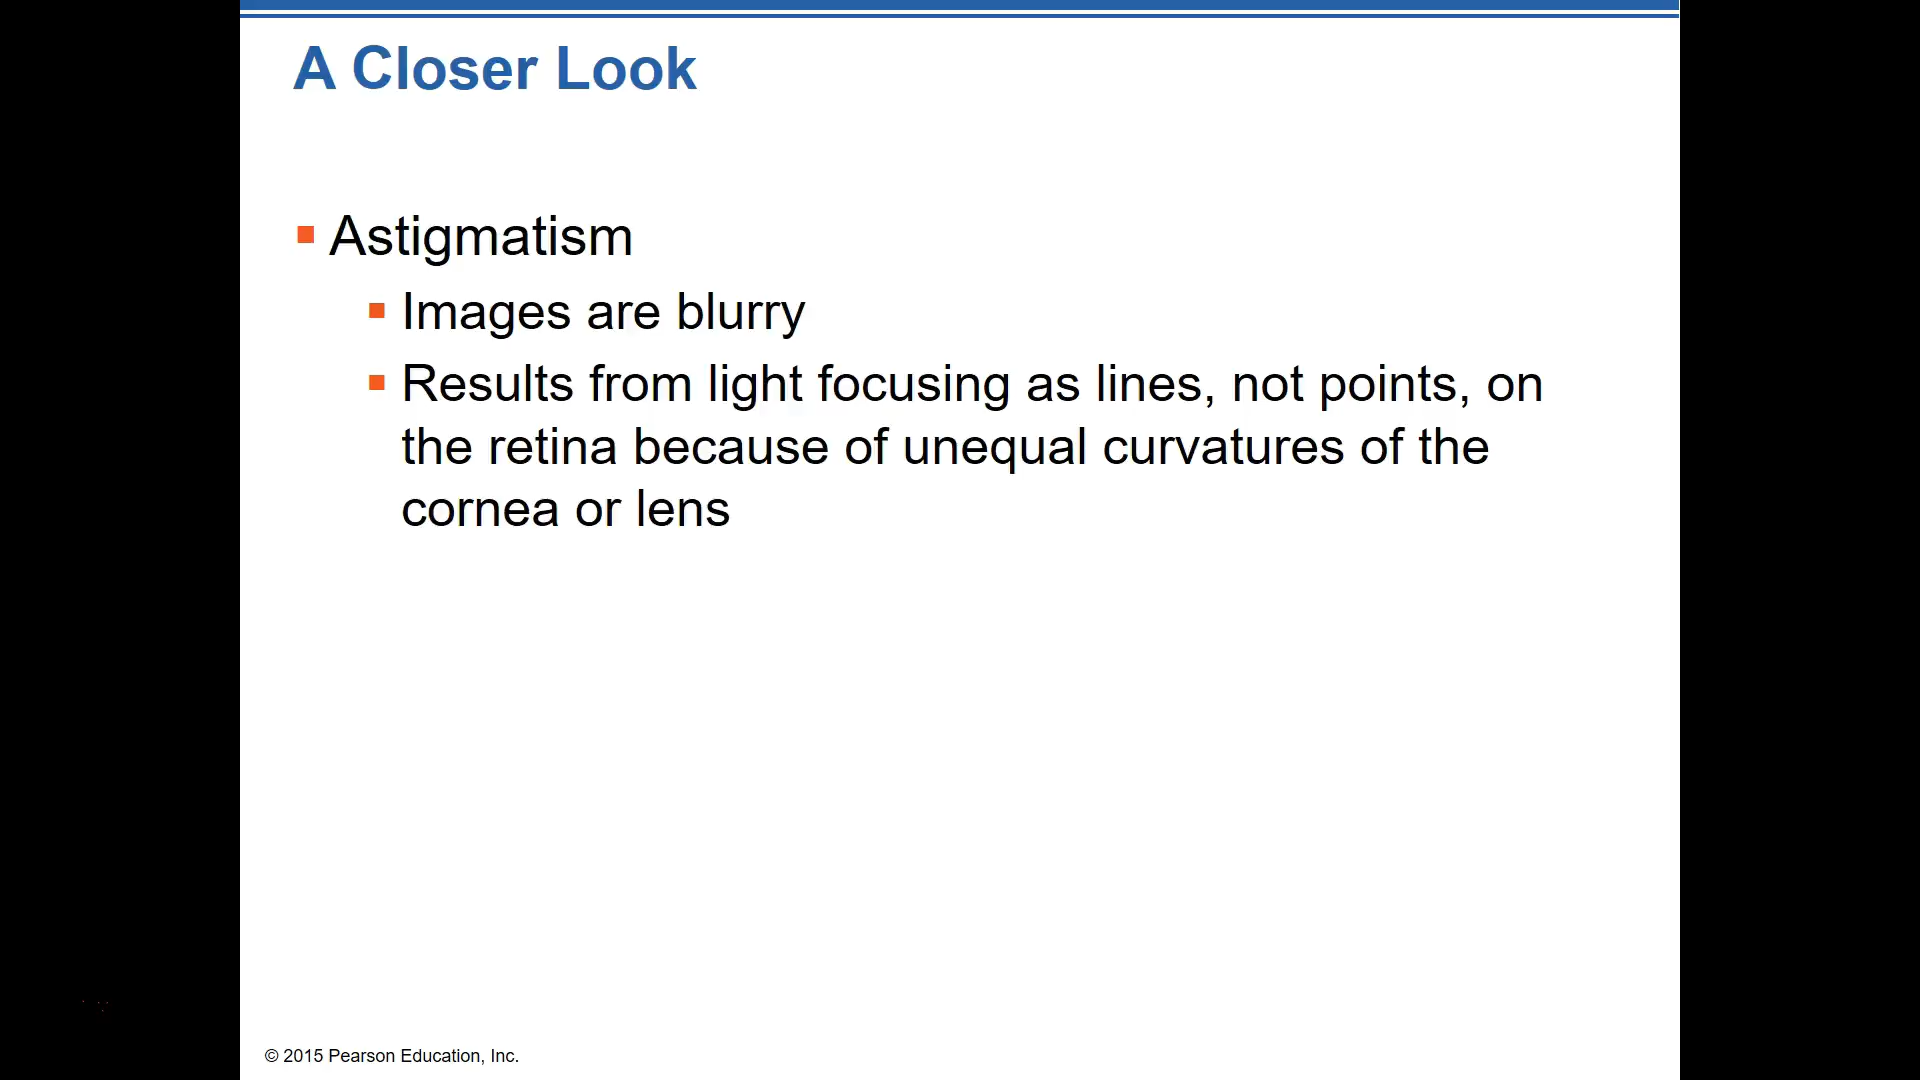 A Closer Look
Astigmatism
Images are blurry
Results from light focusing as lines, not points, on
the retina because of unequal curvatures of the
cornea or lens
© 2015 Pearson Education, Inc.